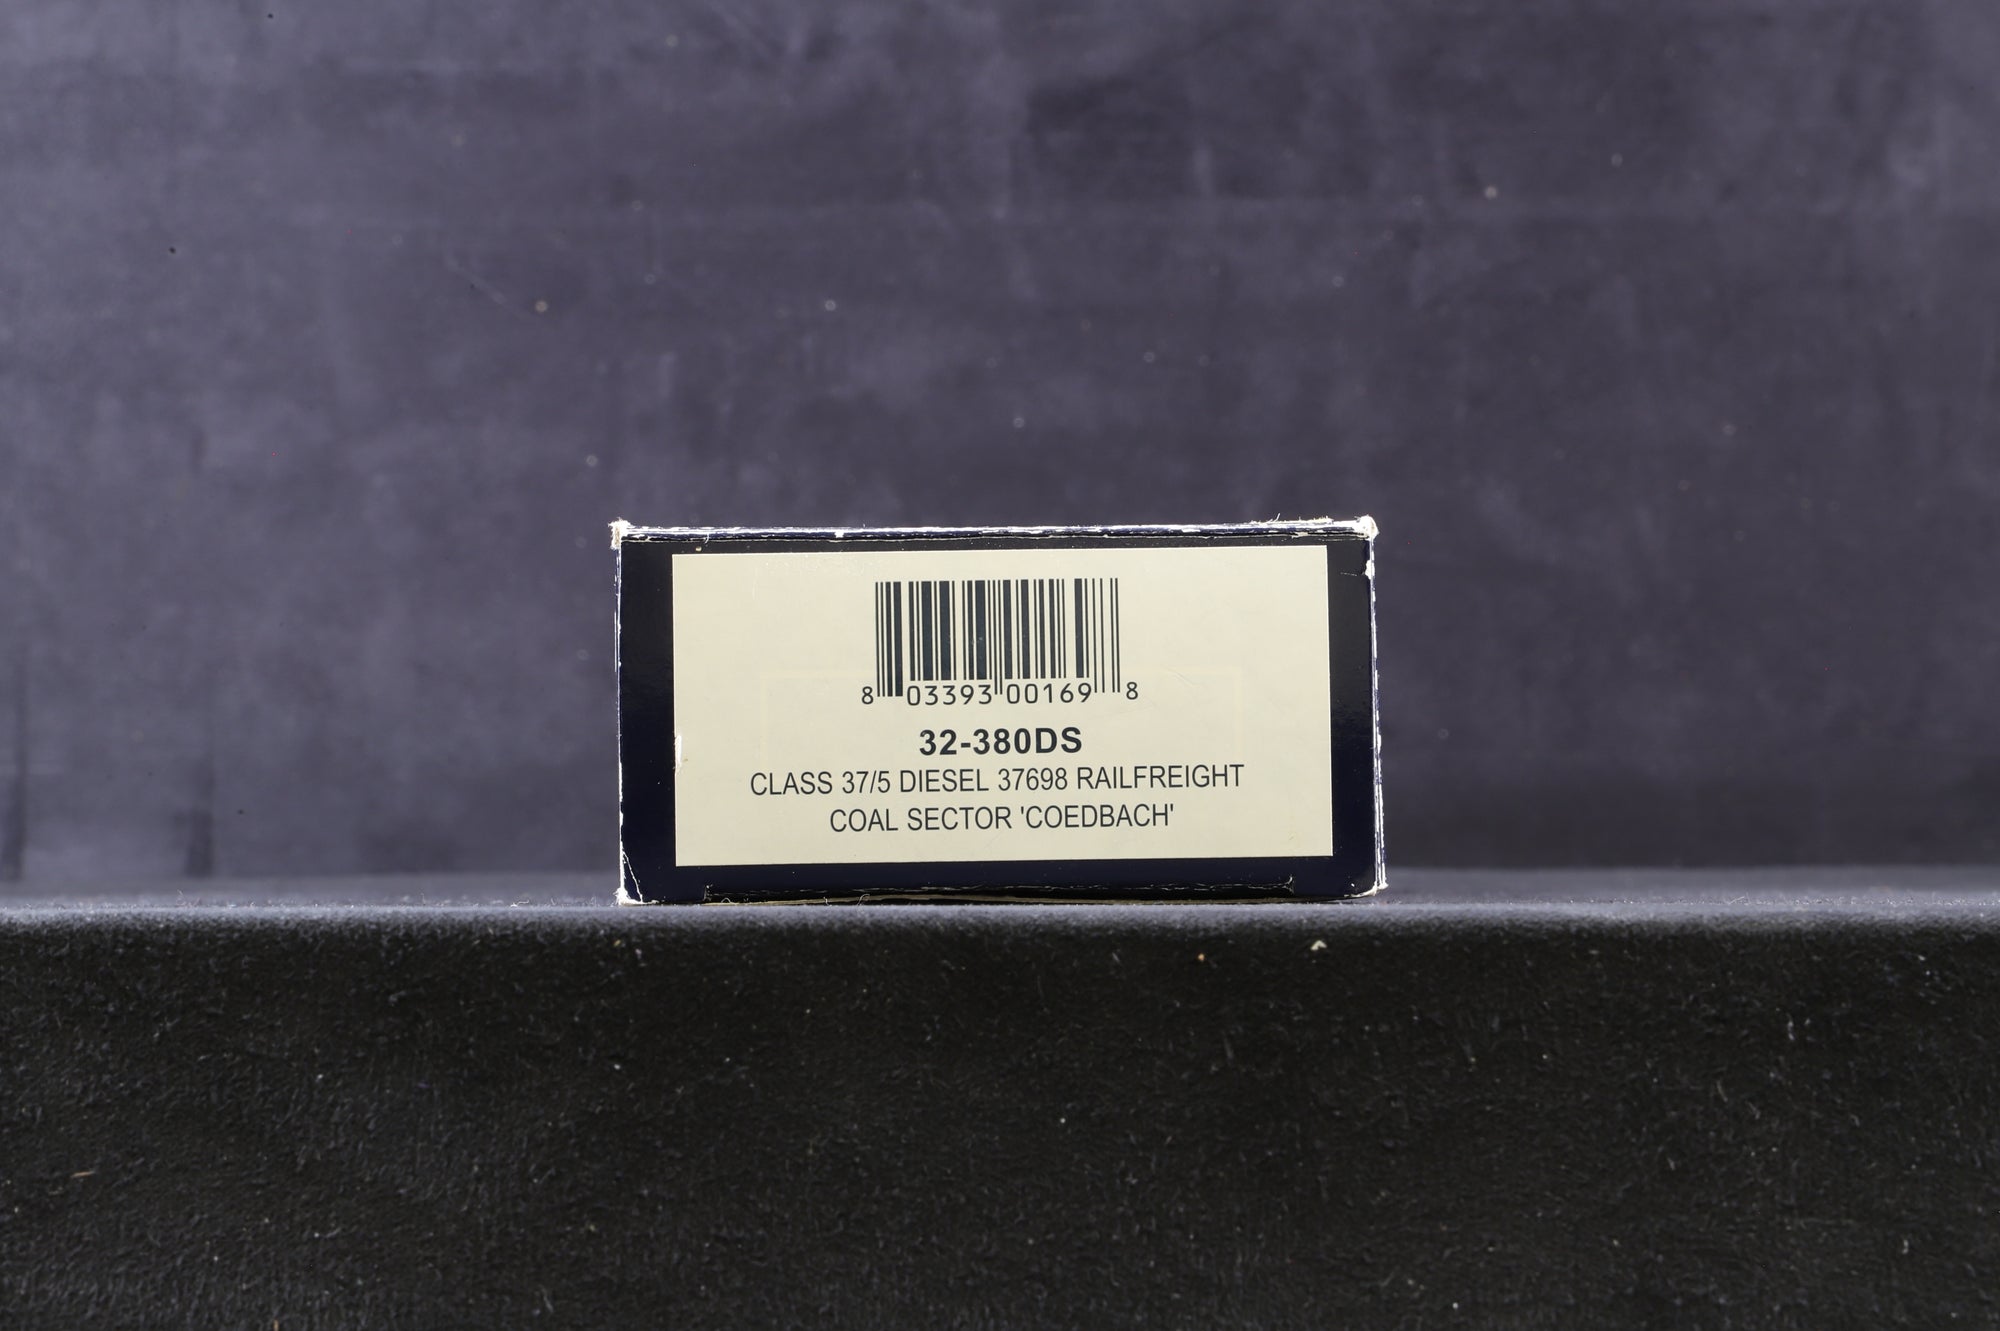 8 03393 00169 8
32-380DS
CLASS 37/5 DIESEL 37698 RAILFREIGHT
COAL SECTOR 'COEDBACH'